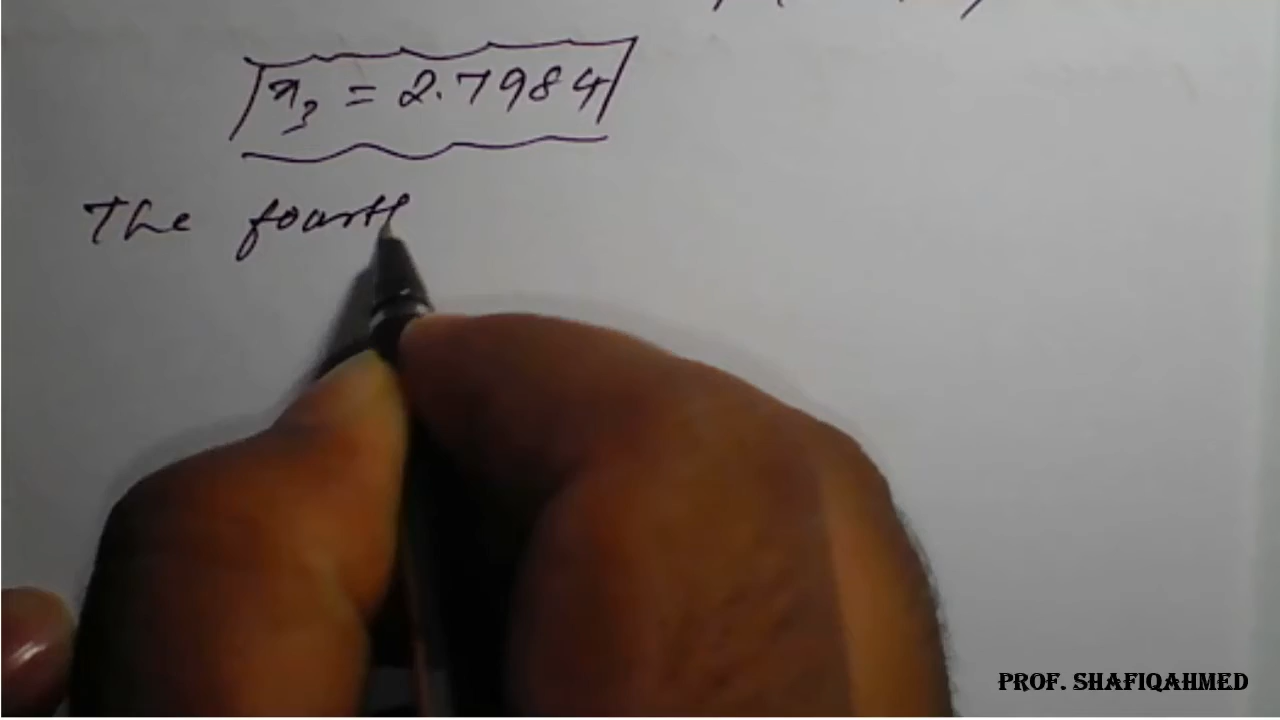 x₃ = 2.7984
The fourth
PROF. SHAFIQAHMED